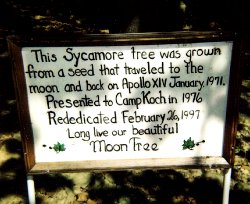 This Sycamore tree was grown
from a seed that traveled to the
moon and back on Apollo XIV January, 1971.
Presented to Camp Koch in 1976
Rededicated February 26, 1997
Long live our beautiful
"Moon Tree"